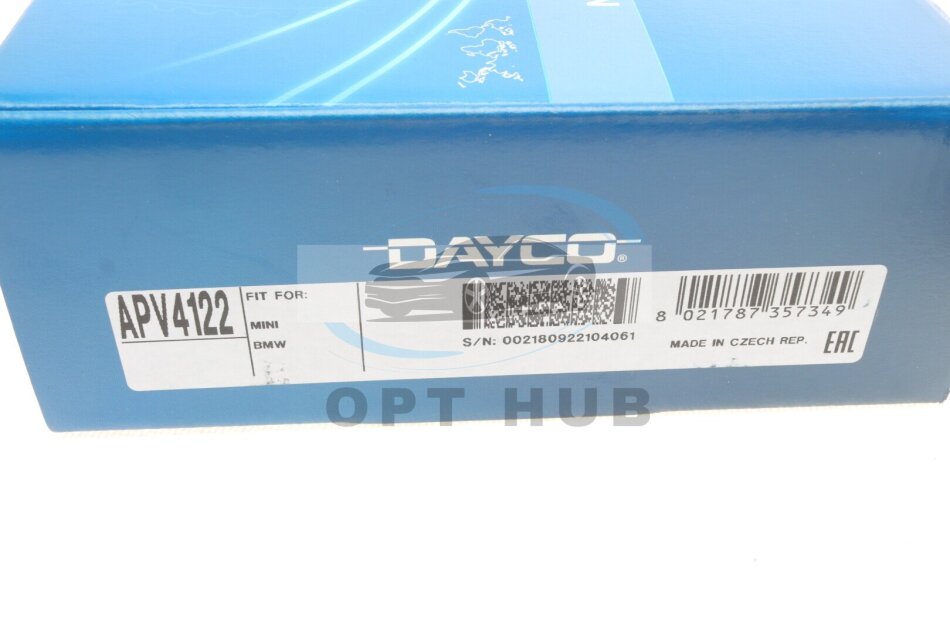 DAYCO®
APV4122
FIT FOR:
MINI
BMW
S/N: 002180922104061
8 021787 357349
MADE IN CZECH REP.
EAC
OPT HUB